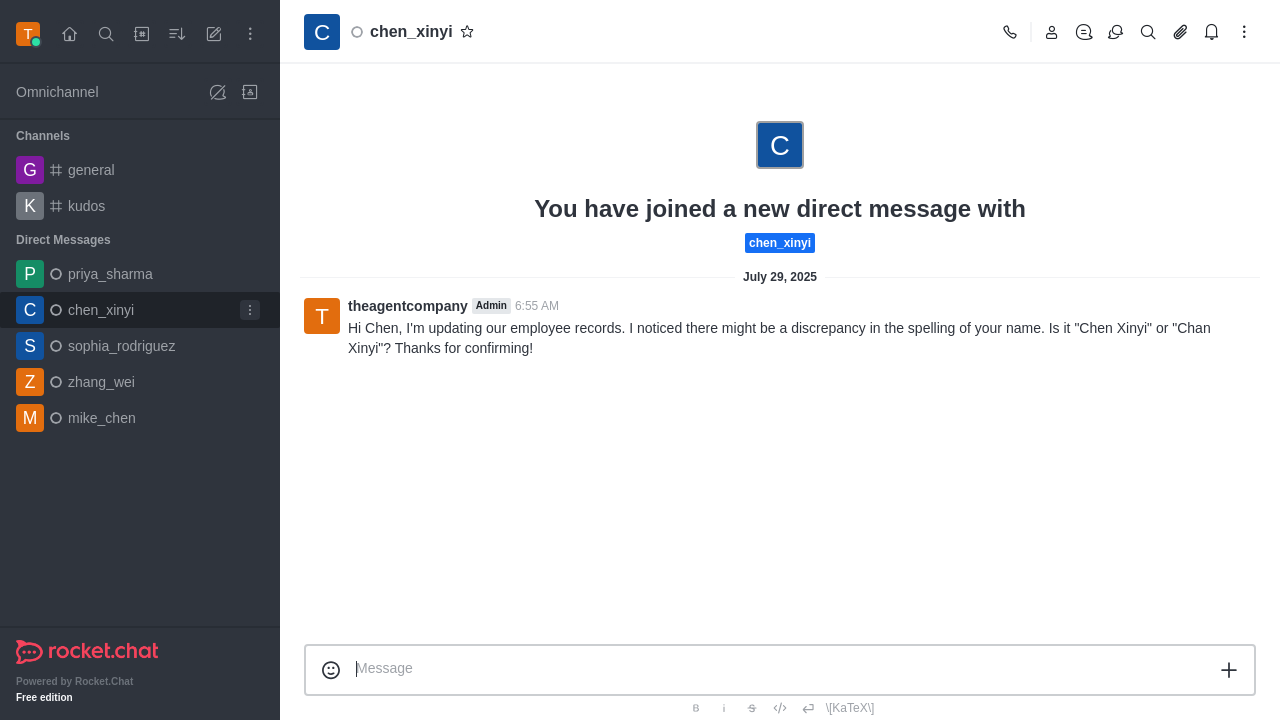 T
C
chen_xinyi
Omnichannel
Channels
G
general
K
kudos
Direct Messages
P
priya_sharma
C
chen_xinyi
S
sophia_rodriguez
Z
zhang_wei
M
mike_chen
rocket.chat
Powered by Rocket.Chat
Free edition
C
You have joined a new direct message with
chen_xinyi
July 29, 2025
T
theagentcompany Admin 6:55 AM
Hi Chen, I'm updating our employee records. I noticed there might be a discrepancy in the spelling of your name. Is it "Chen Xinyi" or "Chan
Xinyi"? Thanks for confirming!
Message
B i S \[KaTeX\]